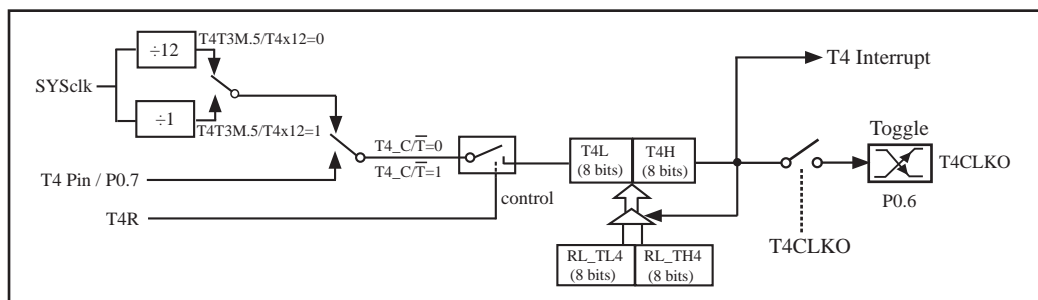 ÷12
T4T3M.5/T4x12=0
SYSclk
÷1
T4T3M.5/T4x12=1
T4 Pin / P0.7
T4_C/T̅=0
T4_C/T̅=1
T4R
control
T4L
(8 bits)
T4H
(8 bits)
RL_TL4
(8 bits)
RL_TH4
(8 bits)
T4 Interrupt
Toggle
T4CLKO
P0.6
T4CLKO